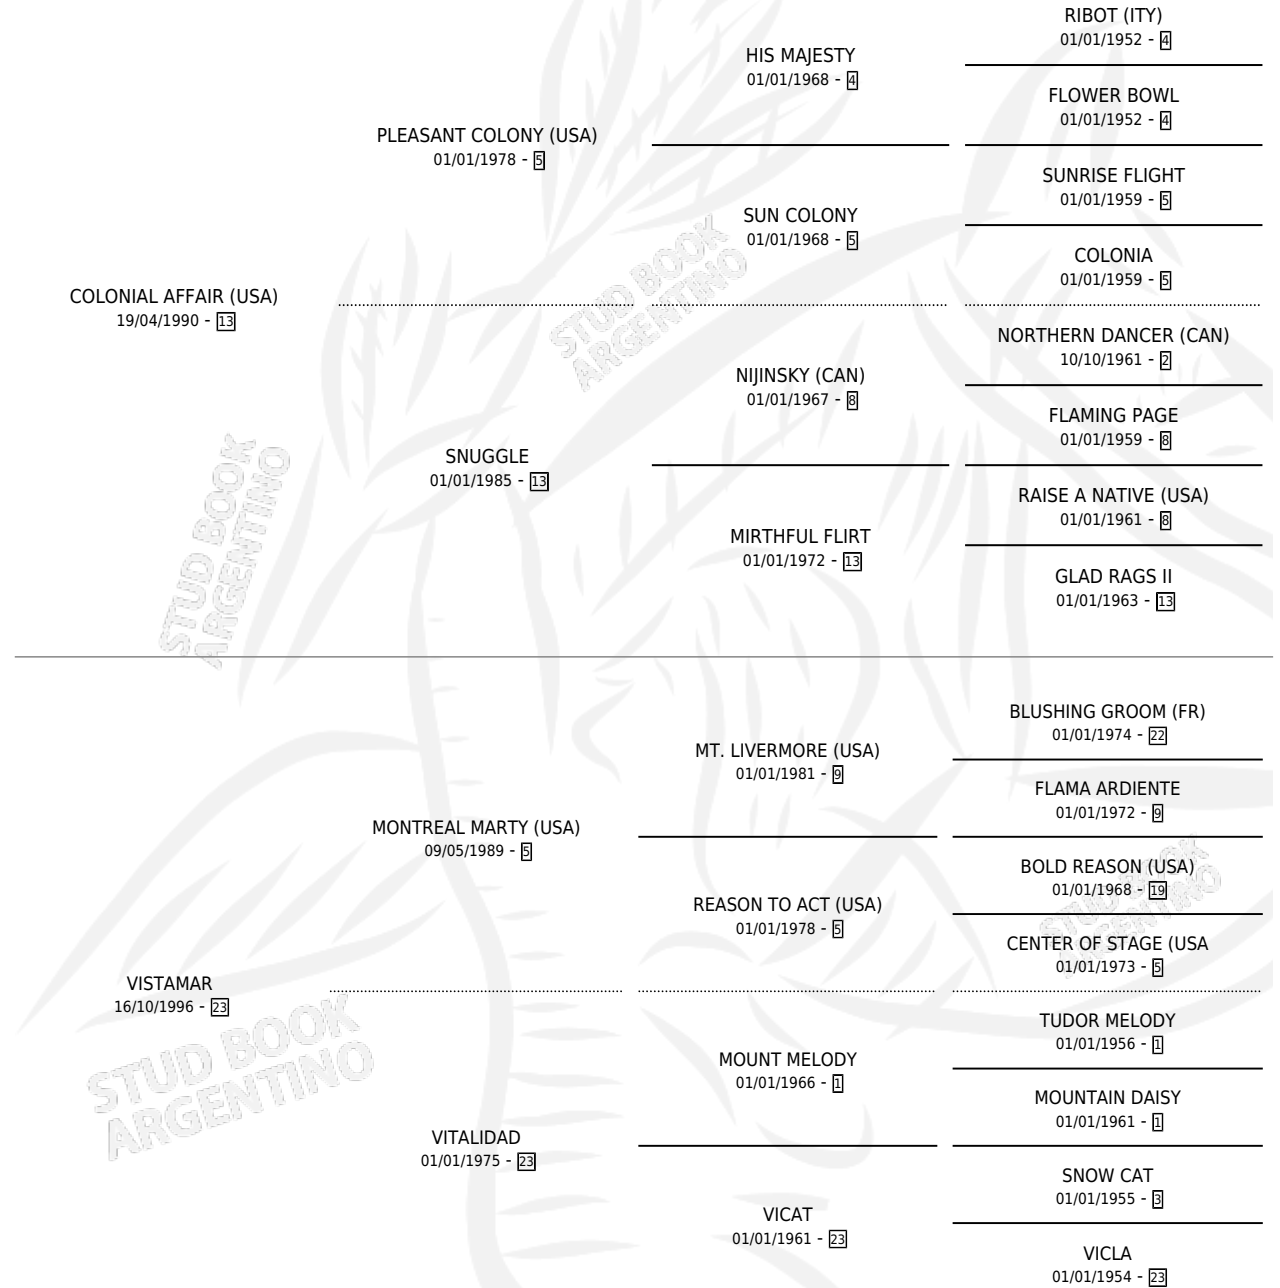 RIBOT (ITY)
01/01/1952 - 4
HIS MAJESTY
01/01/1968 - 4
FLOWER BOWL
01/01/1952 - 4
PLEASANT COLONY (USA)
01/01/1978 - 5
SUNRISE FLIGHT
01/01/1959 - 5
SUN COLONY
01/01/1968 - 5
COLONIA
01/01/1959 - 5
COLONIAL AFFAIR (USA)
19/04/1990 - 13
STUD BOOK
ARGENTINO
NORTHERN DANCER (CAN)
10/10/1961 - 2
NIJINSKY (CAN)
01/01/1967 - 8
FLAMING PAGE
01/01/1959 - 8
SNUGGLE
01/01/1985 - 13
RAISE A NATIVE (USA)
01/01/1961 - 8
MIRTHFUL FLIRT
01/01/1972 - 13
GLAD RAGS II
01/01/1963 - 13
STUD BOOK
ARGENTINO
BLUSHING GROOM (FR)
01/01/1974 - 22
MT. LIVERMORE (USA)
01/01/1981 - 9
FLAMA ARDIENTE
01/01/1972 - 9
MONTREAL MARTY (USA)
09/05/1989 - 5
BOLD REASON (USA)
01/01/1968 - 19
REASON TO ACT (USA)
01/01/1978 - 5
CENTER OF STAGE (USA
01/01/1973 - 5
STUD BOOK
ARGENTINO
VISTAMAR
16/10/1996 - 23
STUD BOOK
ARGENTINO
TUDOR MELODY
01/01/1956 - 1
MOUNT MELODY
01/01/1966 - 1
MOUNTAIN DAISY
01/01/1961 - 1
VITALIDAD
01/01/1975 - 23
SNOW CAT
01/01/1955 - 3
VICAT
01/01/1961 - 23
VICLA
01/01/1954 - 23